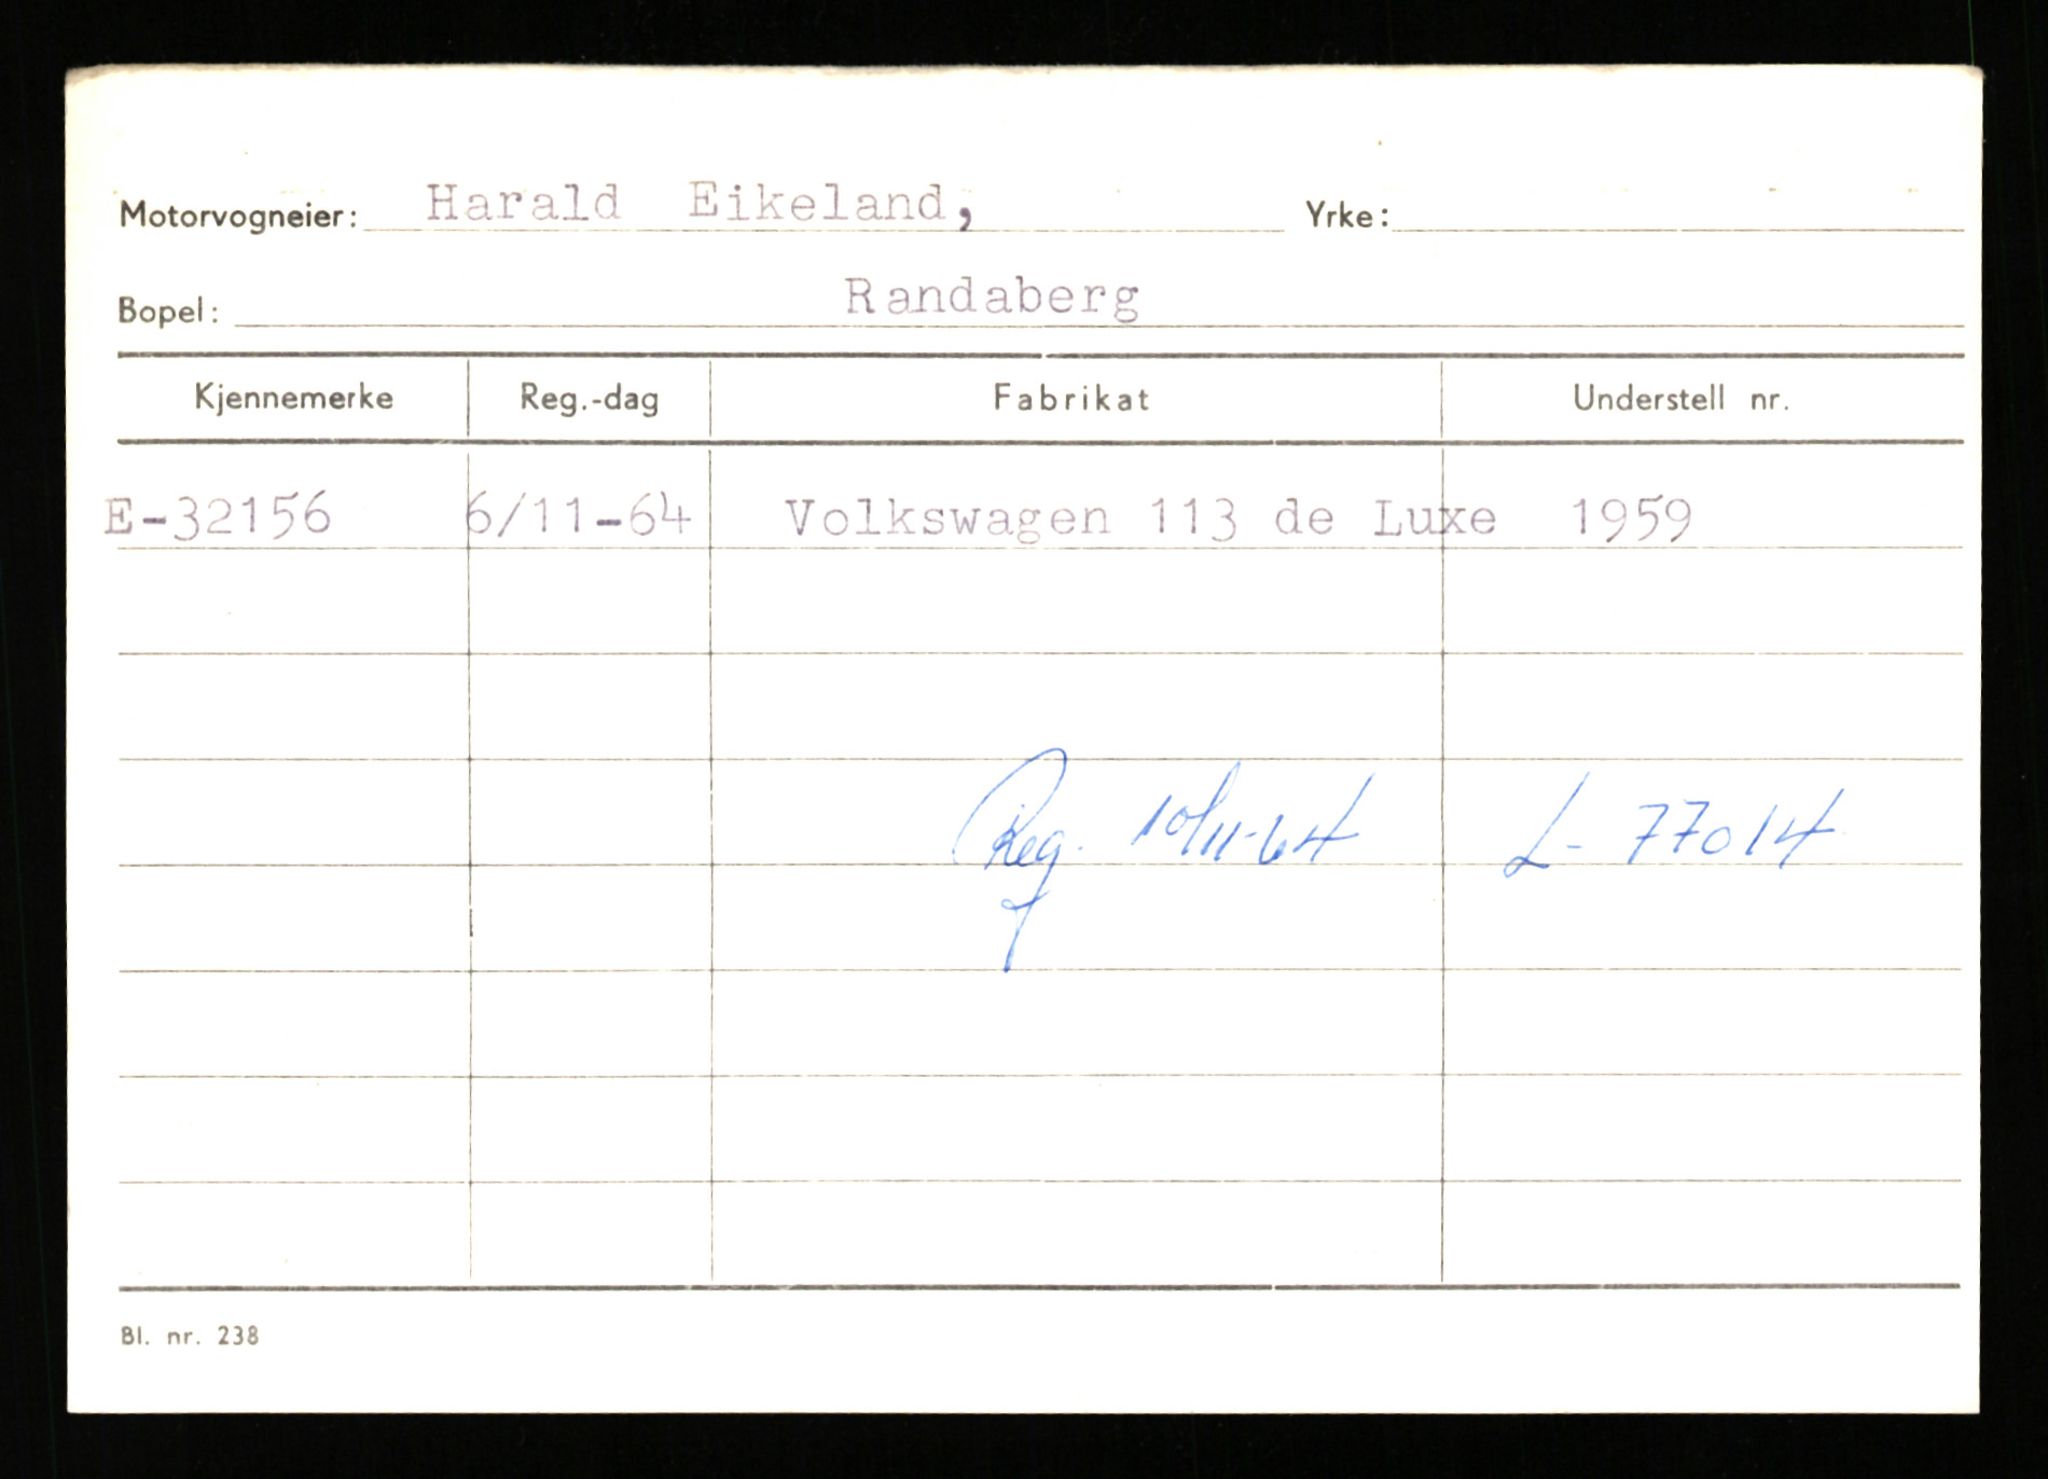 Motorvogneier: Harald Eikeland, Yrke:
Bopel: Randaberg
Kjennemerke Reg.-dag Fabrikat Understell nr.
E-32156 6/11-64 Volkswagen 113 de Luxe 1959
Reg. 10/11-64 L- 77014
Bl. nr. 238